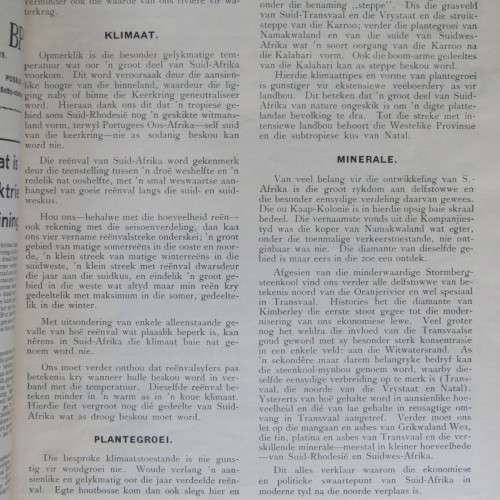 verminder ook die waarde van ons riviere vir wa-
terkrag.
KLIMAAT.
Opmerklik is die besonder gelykmatige tem-
peratuur wat oor 'n groot deel van Suid-Afrika
voorkom. Dit word veroorsaak deur die aansien-
like hoogte van die binneland, waardeur die lig-
ging naby of binne die Keerkring geneutraliseer
word. Hieraan dank ons dit dat 'n tropiese ge-
bied soos Suid-Rhodesië nog 'n geskikte witmans-
land vorm, terwyl Portugees Oos-Afrika—self suid
van die keerkring—nie as sodanig beskou kan
word nie.
Die reënval van Suid-Afrika word gekenmerk
deur die teenstelling tussen 'n droë weshelfte en 'n
redelik nat ooshelfte, met 'n smal weswaartse aan-
hangsel van goeie reënval langs die suid- en suid-
weskus.
Hou ons—behalwe met die hoeveelheid reën—
ook rekening met die seisoenverdeling, dan kan
ons vier vername reënvalstreke onderskei; 'n groot
gebied van matige somerreëns in die ooste en noor-
de, 'n klein streek van matige winterreëns in die
suidweste, 'n klein streek met reënval dwarsdeur
die jaar aan die suidkus, en eindelik 'n groot ge-
bied in die weste wat altyd maar min reën kry
gedeeltelik met maksimum in die somer, gedeelte-
lik in die winter.
Met uitsondering van enkele alleenstaande ge-
valle van hoë reënval wat plaaslik beperk is, kan
nêrens in Suid-Afrika die klimaat baie nat ge-
noem word nie.
Ons moet verder onthou dat reënvalsyfers pas
betekenis kry wanneer hulle beskou word in ver-
band met die temperatuur. Dieselfde reënval be-
teken minder in 'n warm as in 'n koue klimaat.
Hierdie feit vergroot nog dié gedeelte van Suid-
Afrika wat as droog beskou moet word.
PLANTEGROEI.
Die besproke klimaatstoestande is nie guns-
tig vir woudgroei nie. Woude verlang 'n aan-
sienlike en gelykmatig oor die jaar verdeelde reën-
val. Egte houtbosse kom dan ook slegs hier en
onder die benaming ,,steppe''. Dis die grasveld
van Suid-Transvaal en die Vrystaat en die struik-
steppe van die Karroo; verder die plantegroei van
Namakwaland en van die suide van Suidwes-
Afrika wat 'n soort oorgang van die Karroo na
die Kalahari vorm. Ook die boom-arme gedeeltes
van die Kalahari kan as steppe beskou word.
Hierdie klimaattipes en vorme van plantegroei
is gunstiger vir ekstensiewe veeboerdery as vir
landbou. Dit beteken dat 'n groot deel van Suid-
Afrika van nature ongeskik is om 'n digte platte-
landse bevolking te dra. Tot die streke met in-
tensiewe landbou behoort die Westelike Provinsie
en die subtropiese kus van Natal.
MINERALE.
Van veel belang vir die ontwikkeling van S.-
Afrika is die groot rykdom aan delfstowwe en
die besonder eensydige verdeling daarvan gewees.
Die ou Kaap-Kolonie is in hierdie opsig baie skraal
bedeel. Die vernaamste vonds uit die Kompanjies-
tyd was die koper van Namakwaland wat egter,
onder die toenmalige verkeerstoestande, nie ont-
ginbaar was nie. Die diamante van dieselfde ge-
bied is maar eers in die 20e eeu ontdek.
Afgesien van die minderwaardige Stormberg-
steenkool vind ons verder alle delfstowwe van be-
tekenis noord van die Oranjerivier en wel spesiaal
in Transvaal. Histories het die diamante van
Kimberley die eerste stoot gegee tot die moder-
nisering van ons ekonomiese lewe. Veel groter
nog het weldra die invloed van die Transvaalse
goud geword met sy besonder sterk konsentrasie
in een enkele veld: aan die Witwatersrand. As
'n sekondêre maar darem belangryke bedryf kan
die steenkool-mynbou genoem word, waarby die-
selfde eensydige verbreiding op te merk is (Trans-
vaal, die noorde van die Vrystaat en Natal).
Ystererts van hoë gehalte word in aansienlike hoe-
veelheid en dié van lae gehalte in reusagtige om-
vang in Transvaal aangetref. Verder moet ons
let op die mangaan en asbes van Grikwaland Wes,
die tin, platina en asbes van Transvaal en die ver-
skillende minerale—meestal in kleiner hoeveelhede
—van Suid-Rhodesië en Suidwes-Afrika.
Dit alles verklaar waarom die ekonomiese
en politieke swaartepunt van Suid-Afrika in
moderne tyd na die noorde verplaas is.